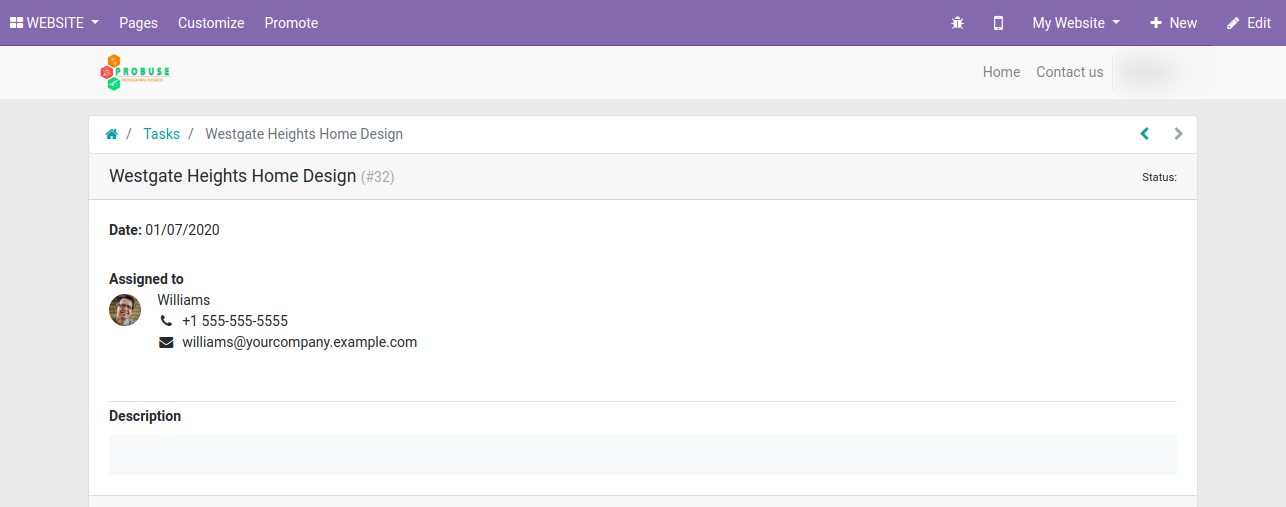 WEBSITE Pages Customize Promote My Website New Edit
PROBUSE Home Contact us
/ Tasks / Westgate Heights Home Design
Westgate Heights Home Design (#32) Status:
Date: 01/07/2020
Assigned to
Williams
+1 555-555-5555
williams@yourcompany.example.com
Description